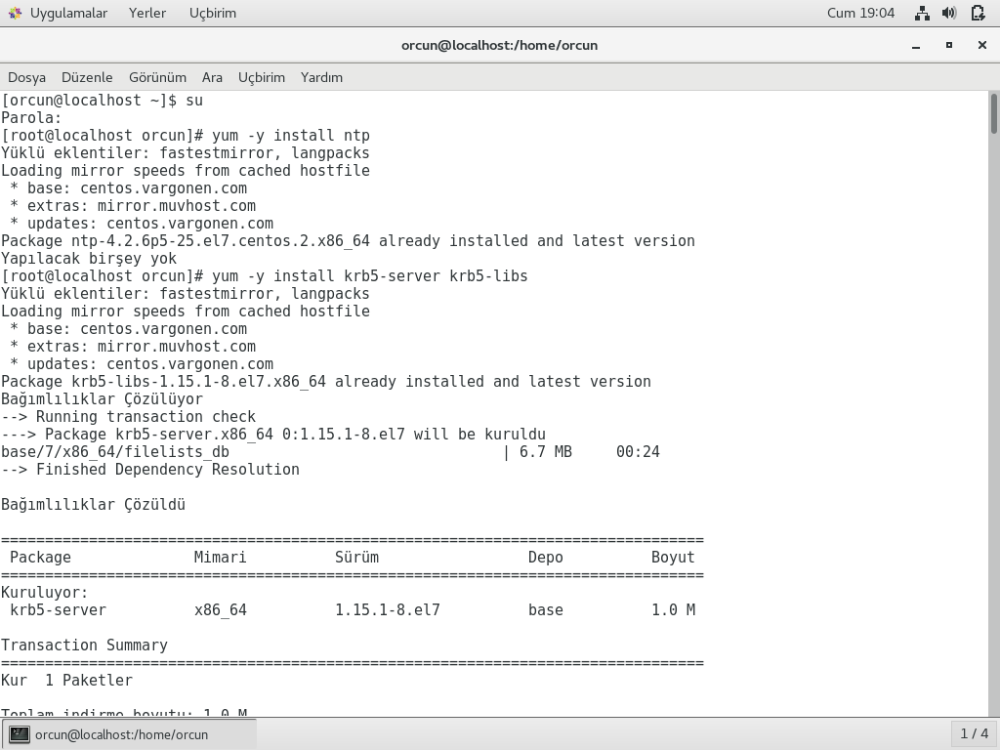 Uygulamalar Yerler Uçbirim Cum 19:04
orcun@localhost:/home/orcun
Dosya Düzenle Görünüm Ara Uçbirim Yardım
[orcun@localhost ~]$ su
Parola:
[root@localhost orcun]# yum -y install ntp
Yüklü eklentiler: fastestmirror, langpacks
Loading mirror speeds from cached hostfile
 * base: centos.vargonen.com
 * extras: mirror.muvhost.com
 * updates: centos.vargonen.com
Package ntp-4.2.6p5-25.el7.centos.2.x86_64 already installed and latest version
Yapılacak birşey yok
[root@localhost orcun]# yum -y install krb5-server krb5-libs
Yüklü eklentiler: fastestmirror, langpacks
Loading mirror speeds from cached hostfile
 * base: centos.vargonen.com
 * extras: mirror.muvhost.com
 * updates: centos.vargonen.com
Package krb5-libs-1.15.1-8.el7.x86_64 already installed and latest version
Bağımlılıklar Çözülüyor
--> Running transaction check
---> Package krb5-server.x86_64 0:1.15.1-8.el7 will be kuruldu
base/7/x86_64/filelists_db | 6.7 MB 00:24
--> Finished Dependency Resolution
Bağımlılıklar Çözüldü
================================================================================
Package Mimari Sürüm Depo Boyut
================================================================================
Kuruluyor:
krb5-server x86_64 1.15.1-8.el7 base 1.0 M
Transaction Summary
================================================================================
Kur 1 Paketler
Toplam indirme boyutu: 1.0 M
orcun@localhost:/home/orcun 1 / 4